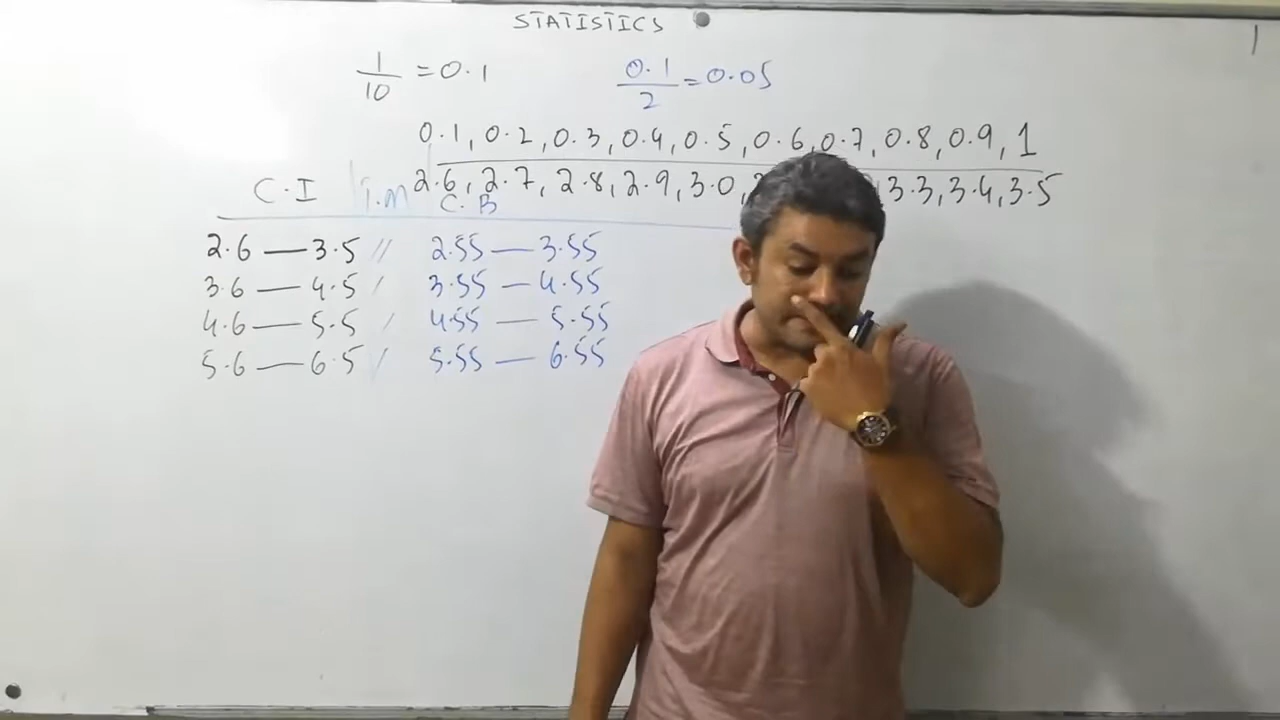 STATISTICS
1/10 = 0.1
0.1/2 = 0.05
0.1, 0.2, 0.3, 0.4, 0.5, 0.6, 0.7, 0.8, 0.9, 1
2.6, 2.7, 2.8, 2.9, 3.0, 3.3, 3.4, 3.5
C.I C.B
2.6 — 3.5 // 2.55 — 3.55
3.6 — 4.5 / 3.55 — 4.55
4.6 — 5.5 / 4.55 — 5.55
5.6 — 6.5 / 5.55 — 6.55